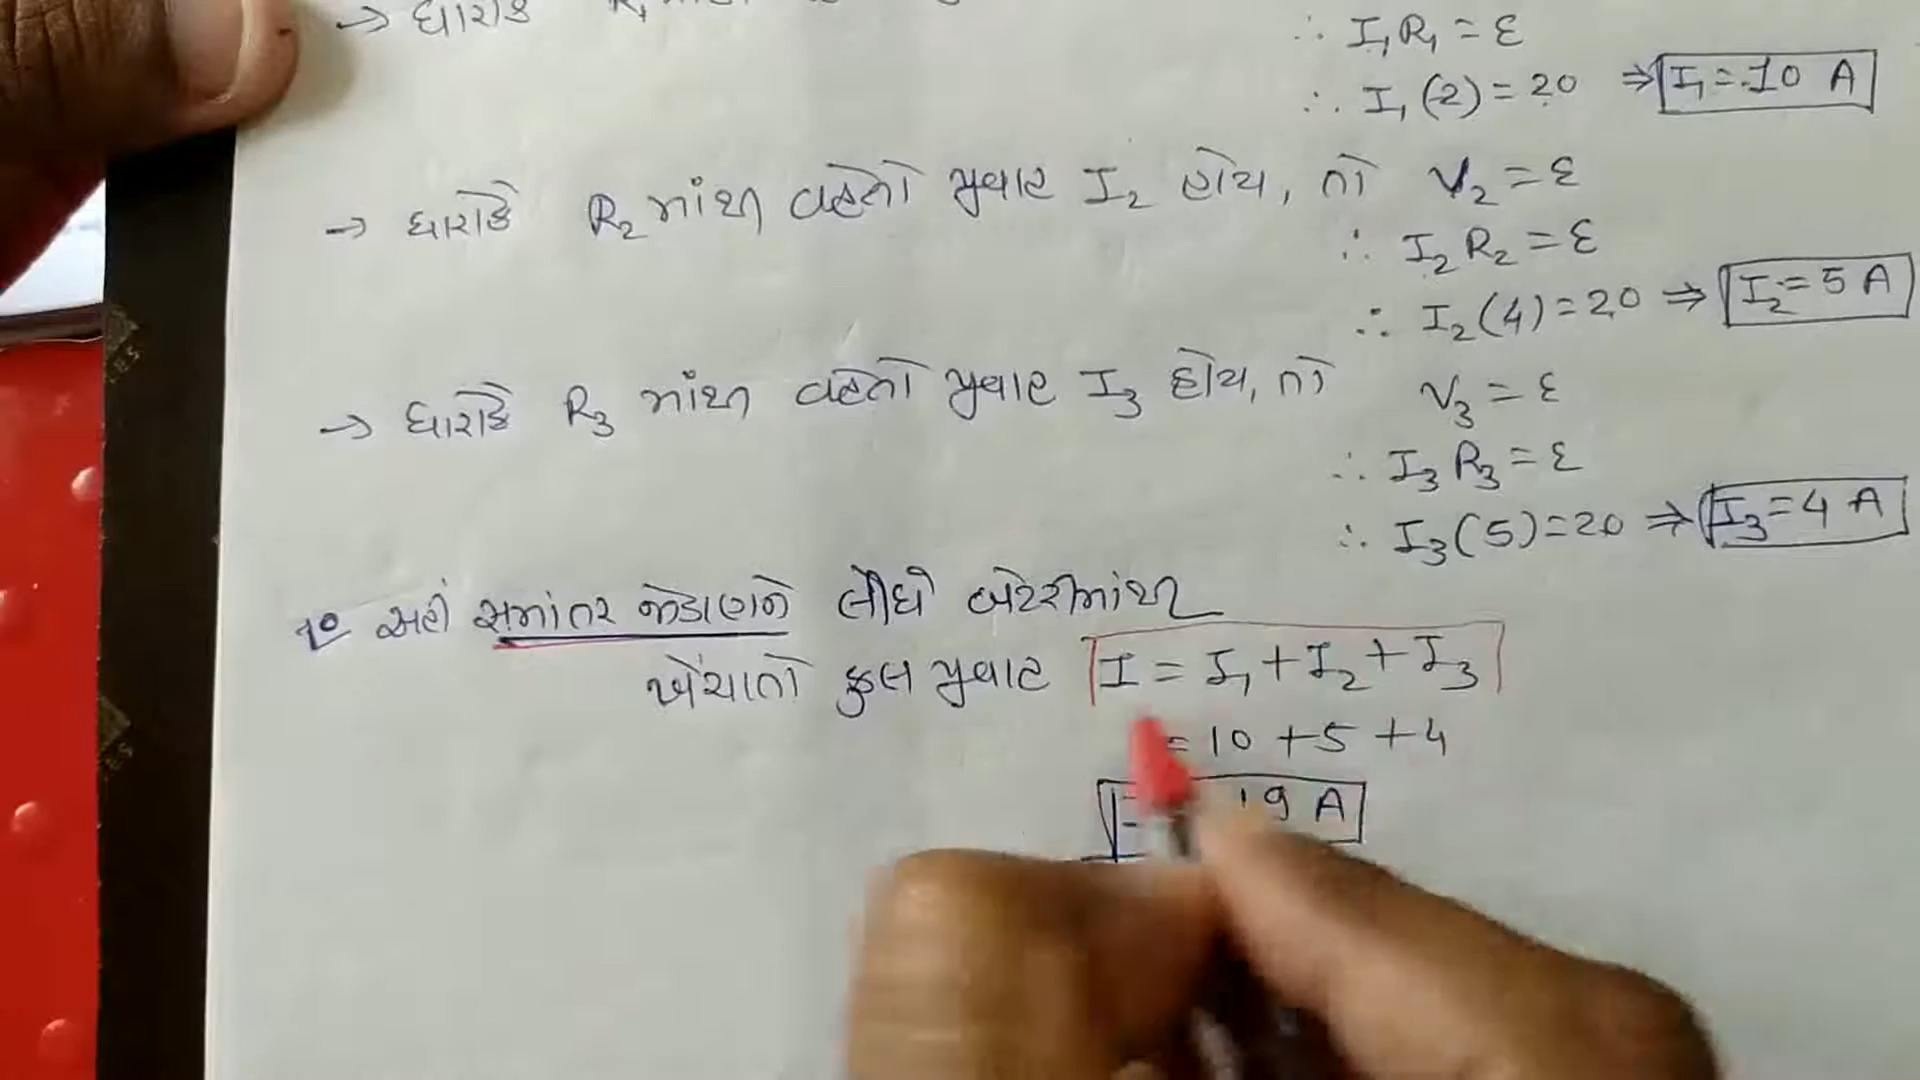 → ધારોકે R₁
∴ I₁R₁ = ε
∴ I₁(2) = 20 ⇒ I₁ = 10 A
→ ધારોકે R₂ માંથી વહેતો પ્રવાહ I₂ હોય, તો V₂ = ε
∴ I₂R₂ = ε
∴ I₂(4) = 20 ⇒ I₂ = 5 A
→ ધારોકે R₃ માંથી વહેતો પ્રવાહ I₃ હોય, તો V₃ = ε
∴ I₃R₃ = ε
∴ I₃(5) = 20 ⇒ I₃ = 4 A
અહીં સમાંતર જોડાણને લીધે બેટરીમાંથી
ખેંચાતો કુલ પ્રવાહ I = I₁ + I₂ + I₃
= 10 + 5 + 4
19 A